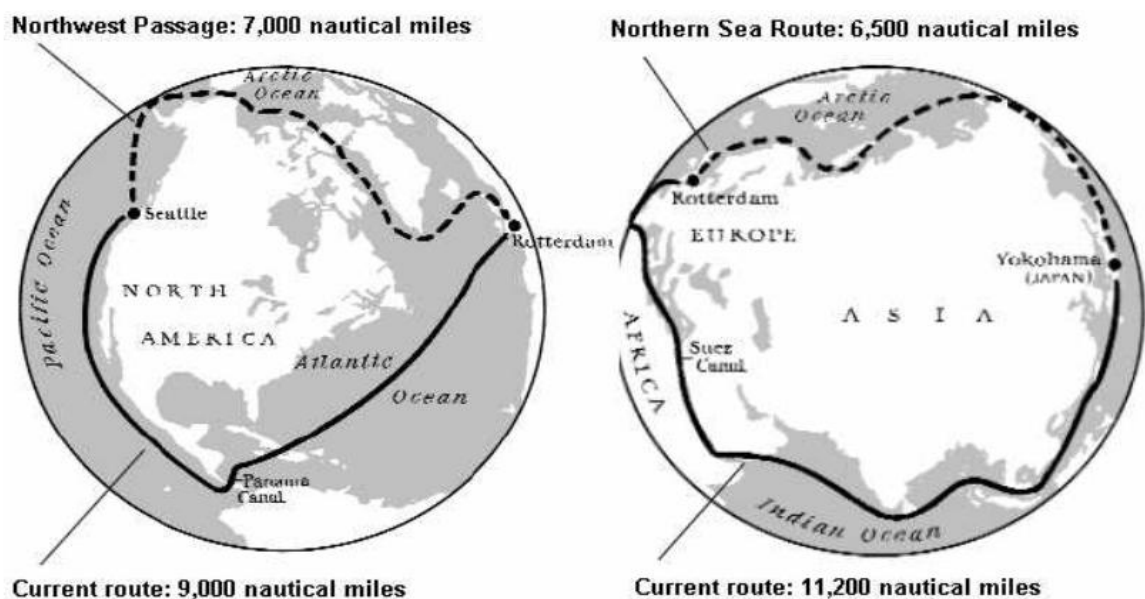 Northwest Passage: 7,000 nautical miles
Arctic
Ocean
Seattle
Rotterdam
Pacific Ocean
NORTH
AMERICA
Atlantic
Ocean
Panama
Canal
Current route: 9,000 nautical miles
Northern Sea Route: 6,500 nautical miles
Arctic
Ocean
Rotterdam
EUROPE
Yokohama
(JAPAN)
ASIA
AFRICA
Suez
Canal
Indian Ocean
Current route: 11,200 nautical miles